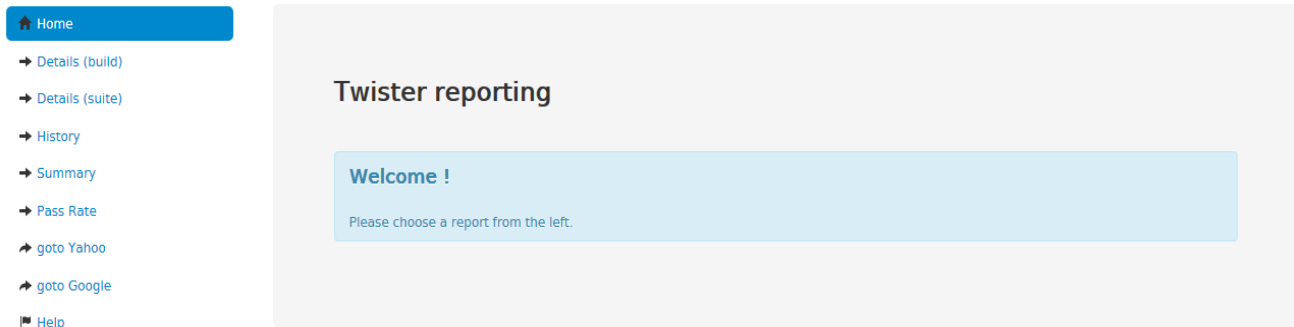 Home
Details (build)
Details (suite)
History
Summary
Pass Rate
goto Yahoo
goto Google
Help
Twister reporting
Welcome !
Please choose a report from the left.